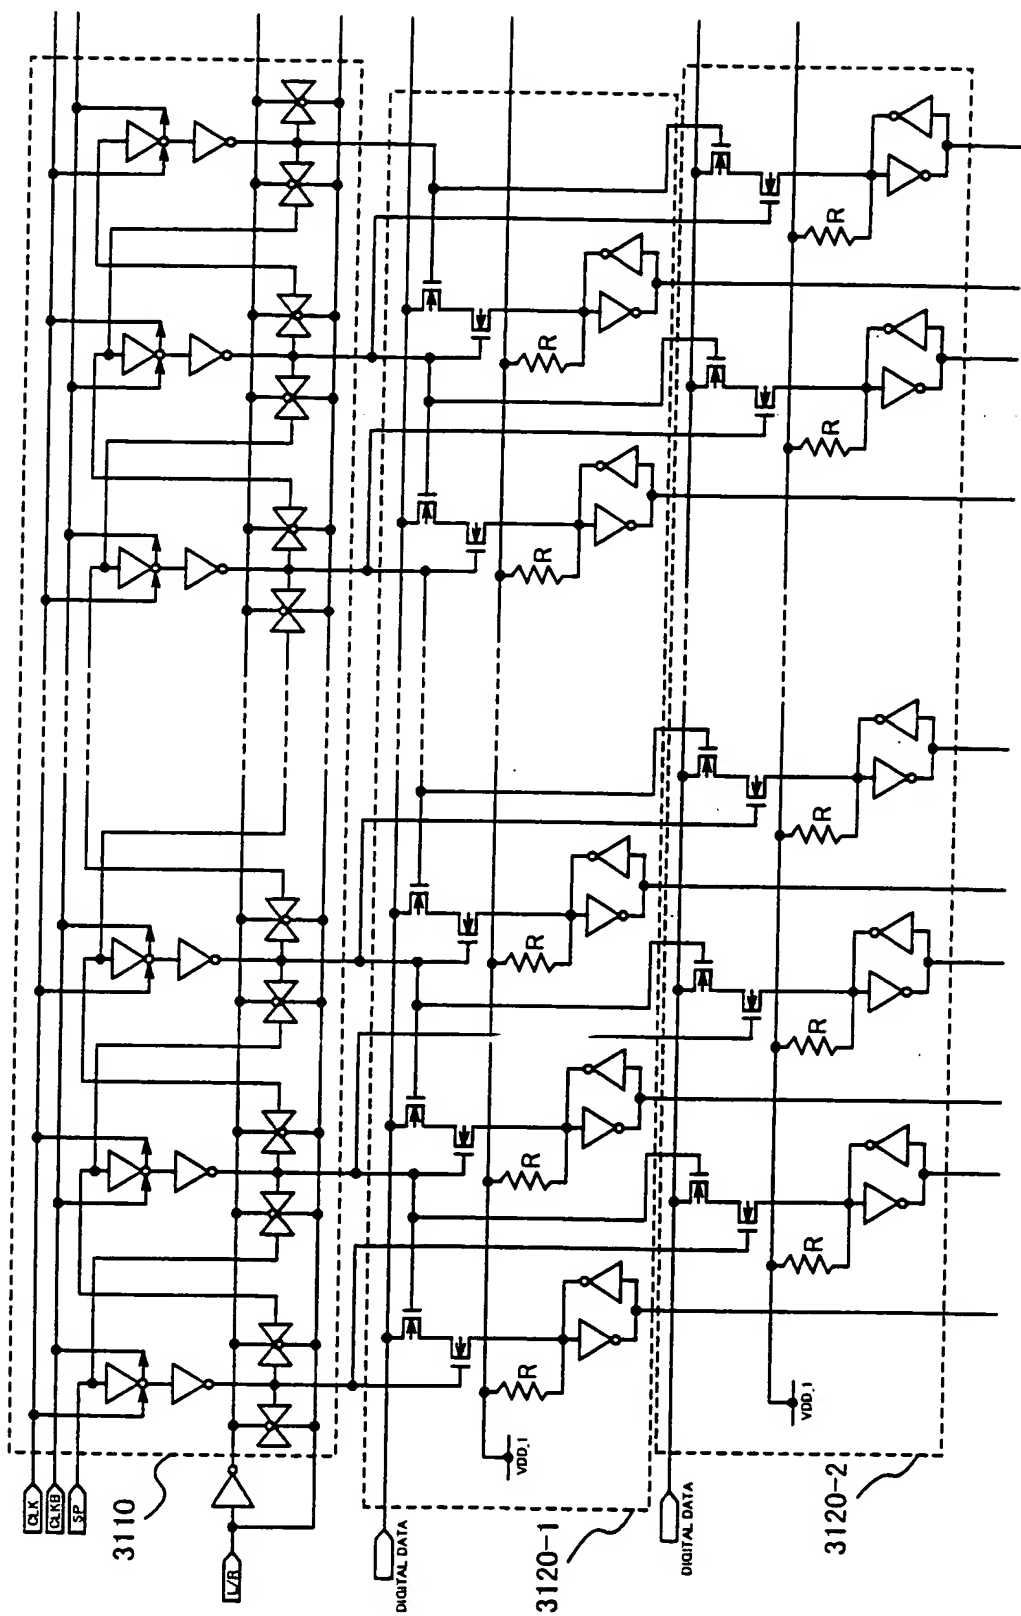 CLK
CLKB
SP
3110
L/R
DIGITAL DATA
3120-1
VDD_1
R
R
R
R
R
DIGITAL DATA
3120-2
VDD_1
R
R
R
R
R